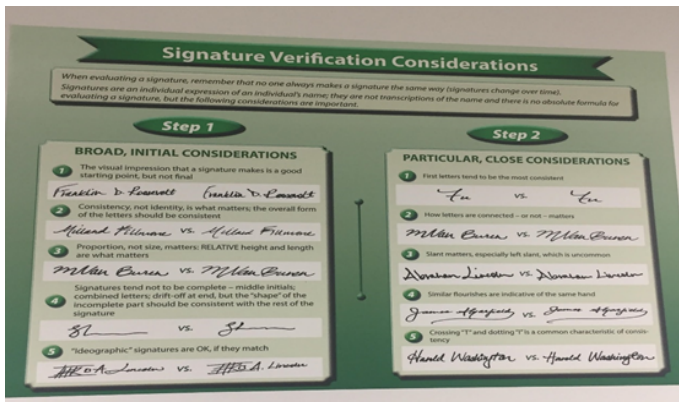 Signature Verification Considerations
When evaluating a signature, remember that no one always makes a signature the same way (signatures change over time).
Signatures are an individual expression of an individual's name; they are not transcriptions of the name and there is no absolute formula for
evaluating a signature, but the following considerations are important.
Step 1
BROAD, INITIAL CONSIDERATIONS
1 The visual impression that a signature makes is a good
starting point, but not final
Franklin D. Roosevelt Franklin D. Roosevelt
2 Consistency, not identity, is what matters; the overall form
of the letters should be consistent
Millard Fillmore vs. Millard
3 Proportion, not size, matters; RELATIVE height and length
are what matters
M Van Buren vs. M Van Buren
4 Signatures tend not to be complete – middle initials;
combined letters; drift-off at end, but the "shape" of the
incomplete part should be consistent with the rest of the
signature
vs.
5 "Ideographic" signatures are OK, if they match
A. Lincoln vs. A. Lincoln
Step 2
PARTICULAR, CLOSE CONSIDERATIONS
1 First letters tend to be the most consistent
vs.
2 How letters are connected – or not – matters
M Van Buren vs. M Van Buren
3 Slant matters, especially left slant, which is uncommon
Abraham Lincoln vs. Abraham Lincoln
4 Similar flourishes are indicative of the same hand
James A Garfield vs. James A Garfield
5 Crossing "T" and dotting "I" is a common characteristic of consis-
tency
Harold Washington vs. Harold Washington